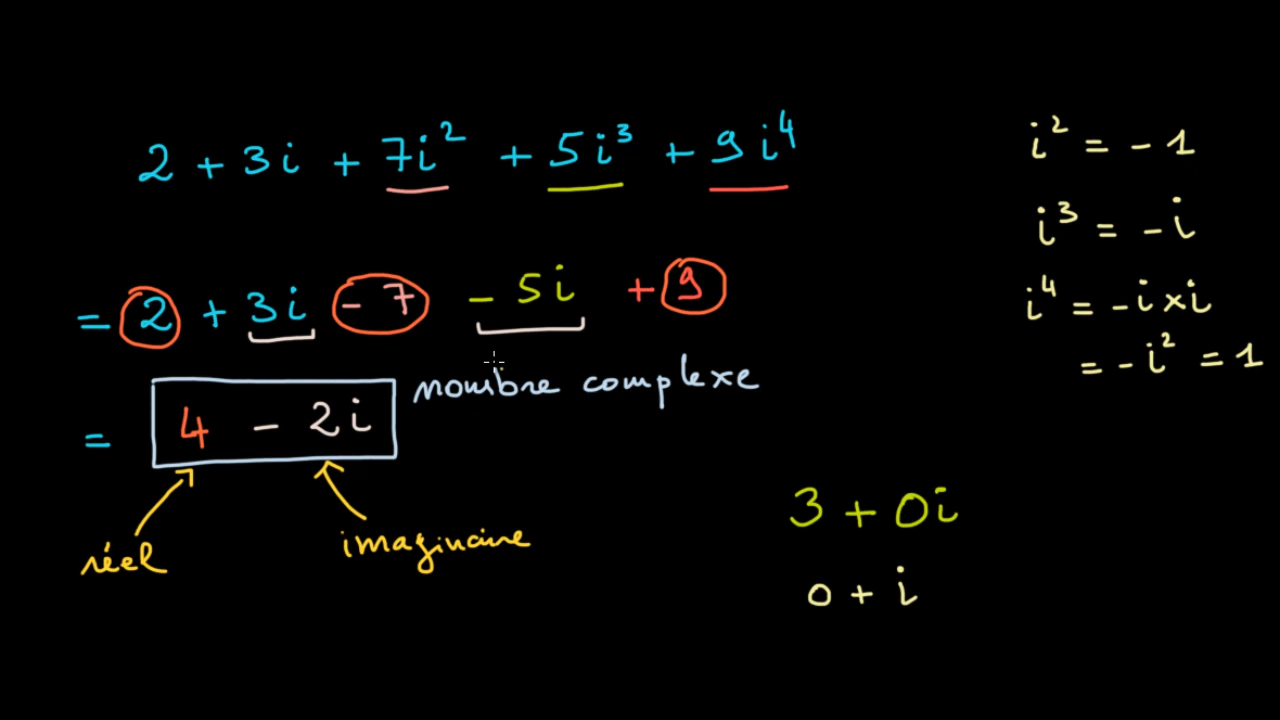 2 + 3i + 7i² + 5i³ + 9i⁴
= 2 + 3i - 7 - 5i + 9
= 4 - 2i nombre complexe
réel imaginaire
i² = - 1
i³ = - i
i⁴ = - i × i
= - i² = 1
3 + 0i
0 + i